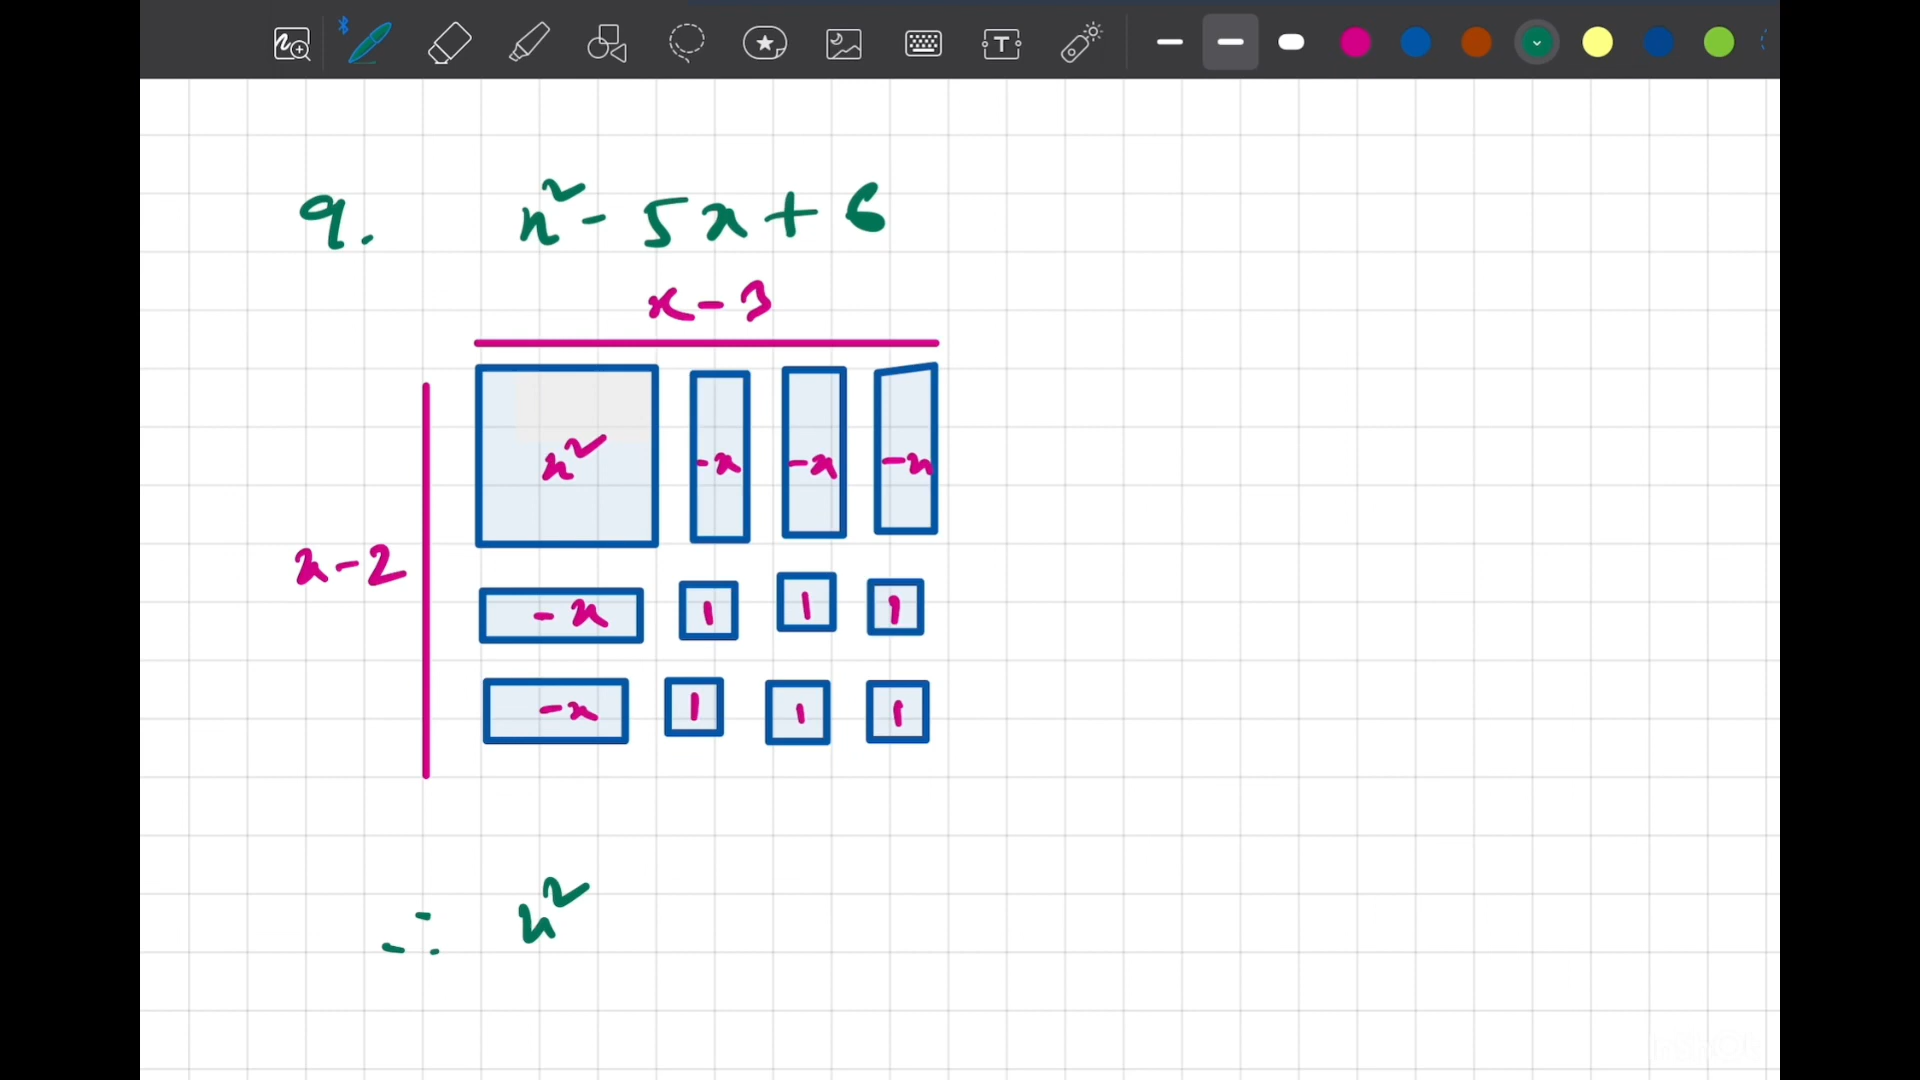 9. x² - 5x + 6
x - 3
x² -x -x -x
x - 2
-x 1 1 1
-x 1 1 1
∴ x²